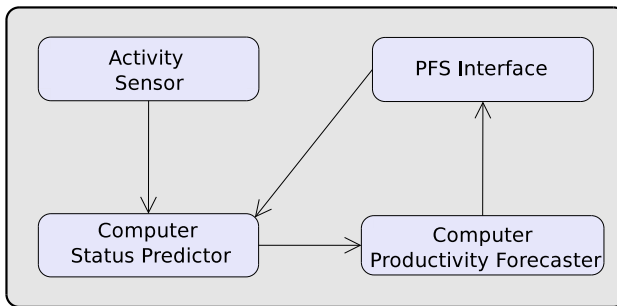 Activity
Sensor
PFS Interface
Computer
Status Predictor
Computer
Productivity Forecaster